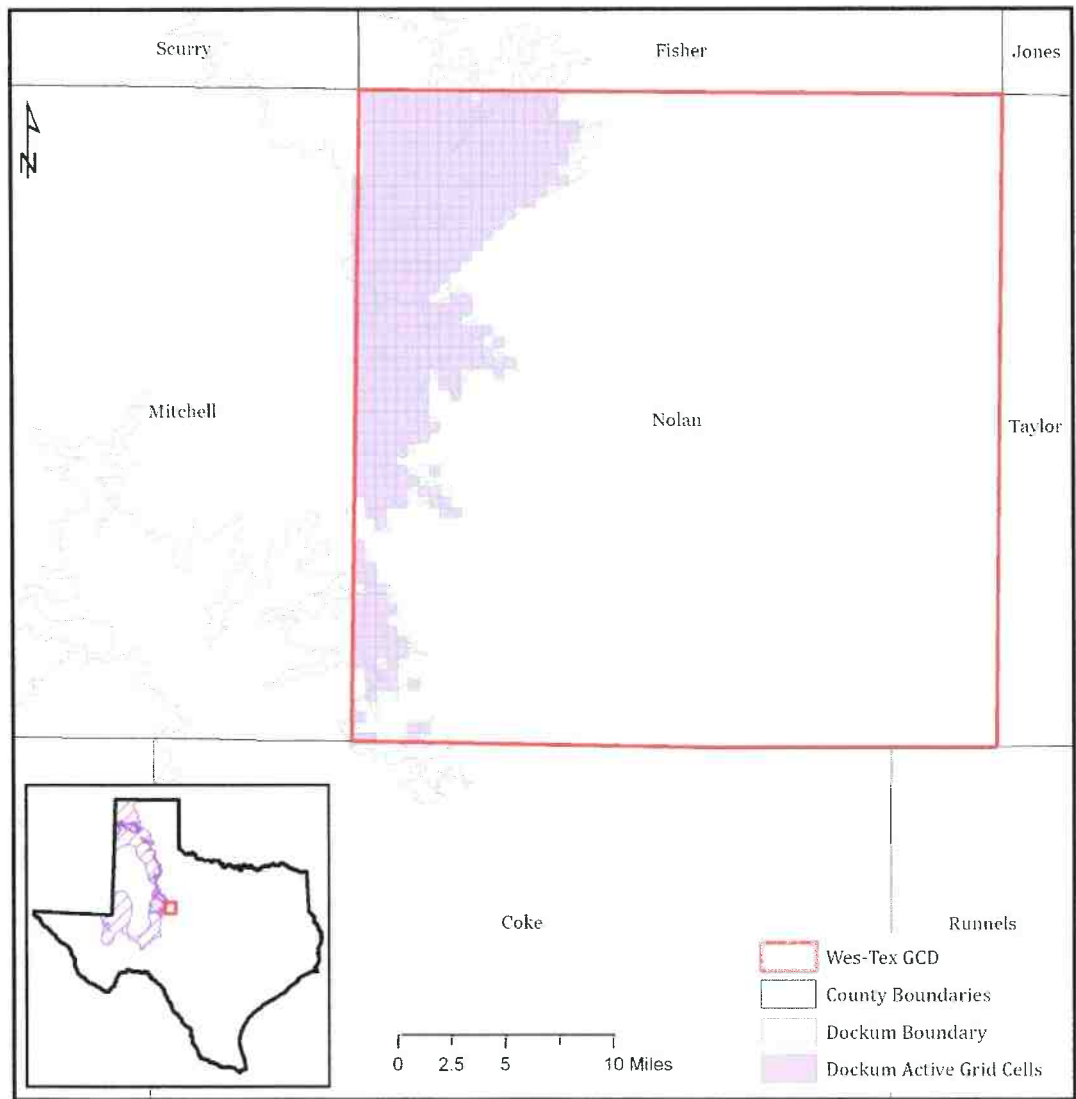 Scurry
Fisher
Jones
N
Mitchell
Nolan
Taylor
Coke
Runnels
Wes-Tex GCD
County Boundaries
Dockum Boundary
Dockum Active Grid Cells
0 2.5 5 10 Miles